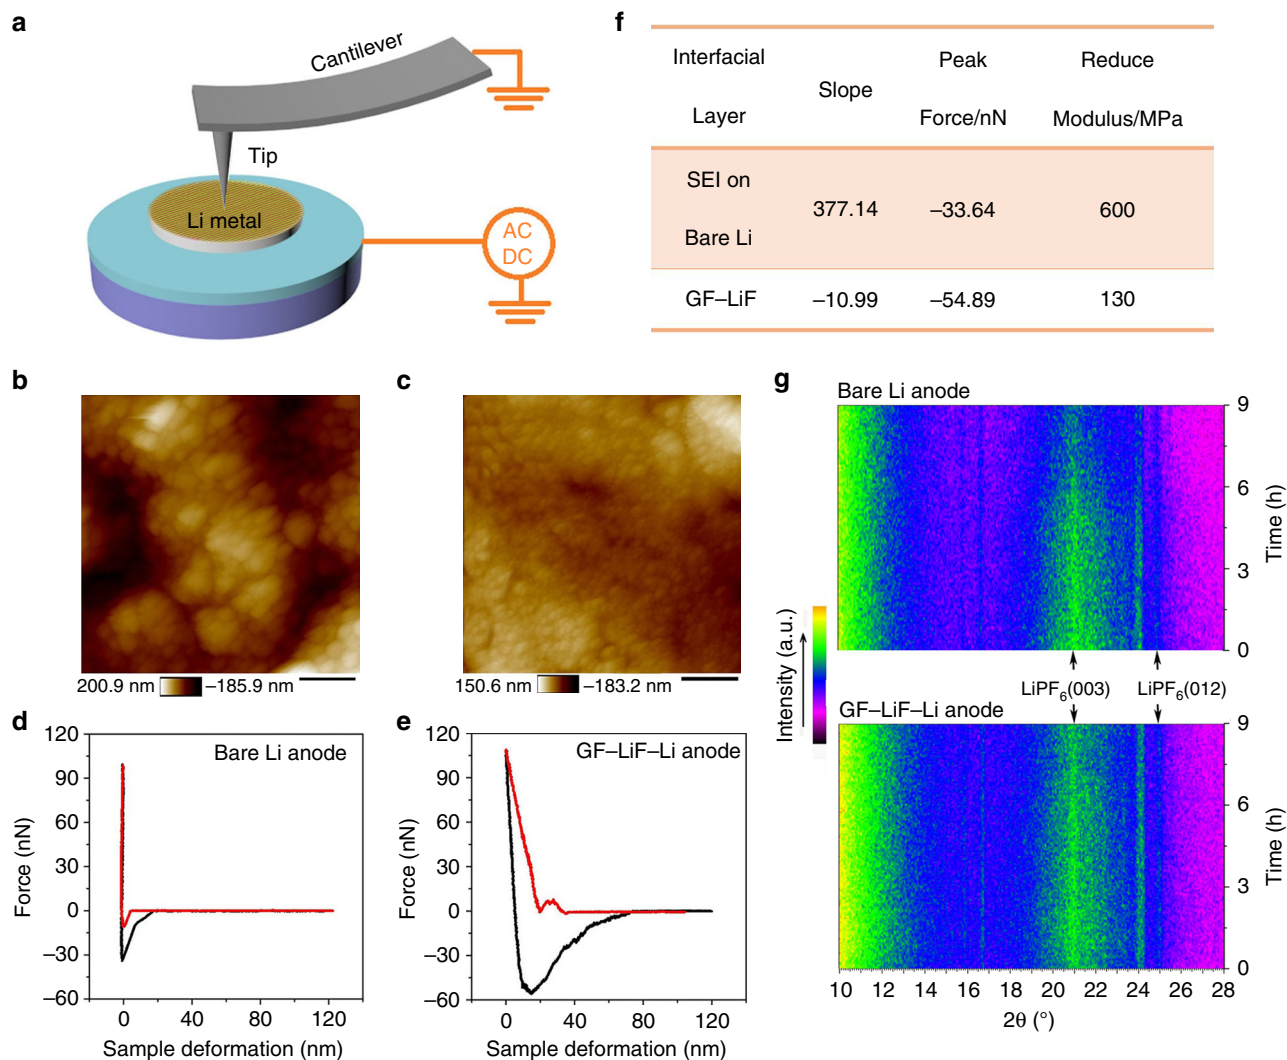 a
Cantilever
Tip
Li metal
AC
DC
f
Interfacial
Layer
Slope
Peak
Force/nN
Reduce
Modulus/MPa
SEI on
Bare Li
377.14
–33.64
600
GF–LiF
–10.99
–54.89
130
b
200.9 nm
–185.9 nm
c
150.6 nm
–183.2 nm
d
Bare Li anode
120
90
60
30
0
–30
–60
Force (nN)
0
40
80
120
Sample deformation (nm)
e
GF–LiF–Li anode
120
90
60
30
0
–30
–60
Force (nN)
0
40
80
120
Sample deformation (nm)
g
Bare Li anode
9
6
3
0
Time (h)
Intensity (a.u.)
LiPF6(003)
LiPF6(012)
GF–LiF–Li anode
9
6
3
0
Time (h)
10
12
14
16
18
20
22
24
26
28
2θ (°)